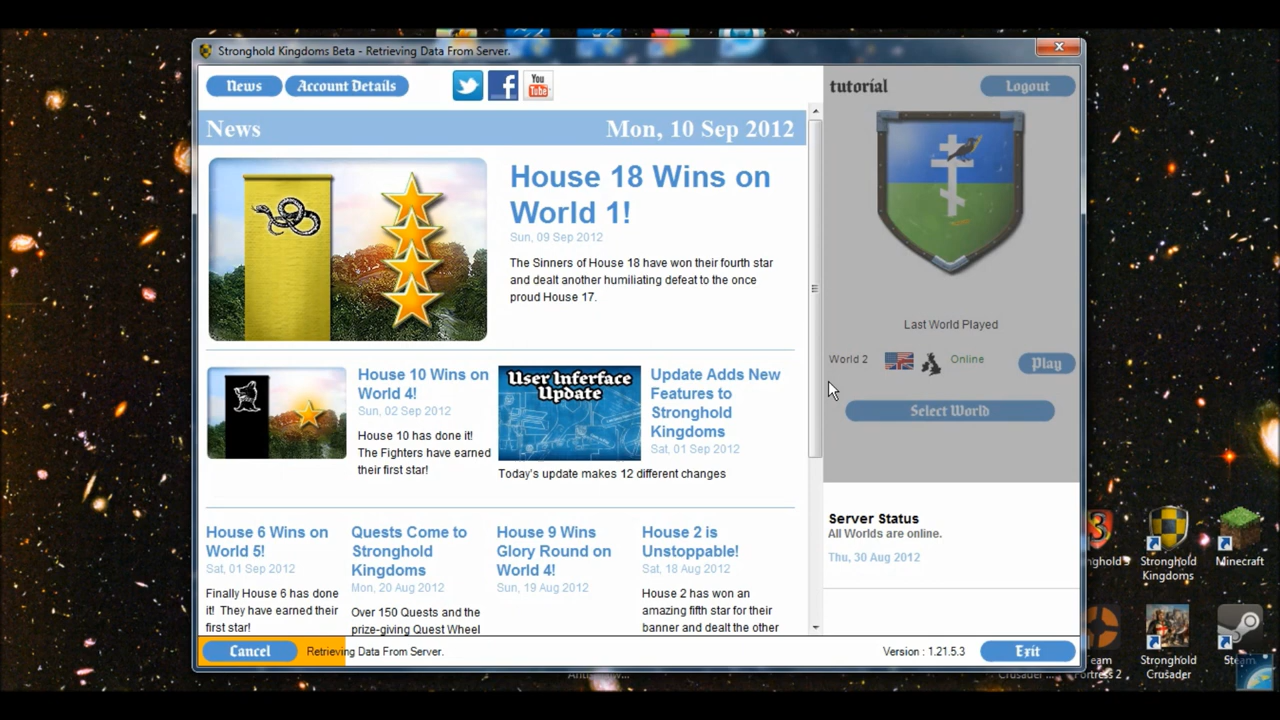 Stronghold Kingdoms Beta - Retrieving Data From Server.
News
Account Details
You
Tube
tutorial
Logout
News
Mon, 10 Sep 2012
House 18 Wins on
World 1!
Sun, 09 Sep 2012
The Sinners of House 18 have won their fourth star
and dealt another humiliating defeat to the once
proud House 17.
Last World Played
World 2
Online
Play
Select World
House 10 Wins on
World 4!
Sun, 02 Sep 2012
House 10 has done it!
The Fighters have earned
their first star!
User Inferface
Update
Update Adds New
Features to
Stronghold
Kingdoms
Sat, 01 Sep 2012
Today's update makes 12 different changes
House 6 Wins on
World 5!
Sat, 01 Sep 2012
Finally House 6 has done
it! They have earned their
first star!
Quests Come to
Stronghold
Kingdoms
Mon, 20 Aug 2012
Over 150 Quests and the
prize-giving Quest Wheel
House 9 Wins
Glory Round on
World 4!
Sun, 19 Aug 2012
House 2 is
Unstoppable!
Sat, 18 Aug 2012
House 2 has won an
amazing fifth star for their
banner and dealt the other
Server Status
All Worlds are online.
Thu, 30 Aug 2012
Cancel
Retrieving Data From Server.
Version : 1.21.5.3
Exit
Stronghold
Kingdoms
Minecraft
Fortress 2
Stronghold
Crusader